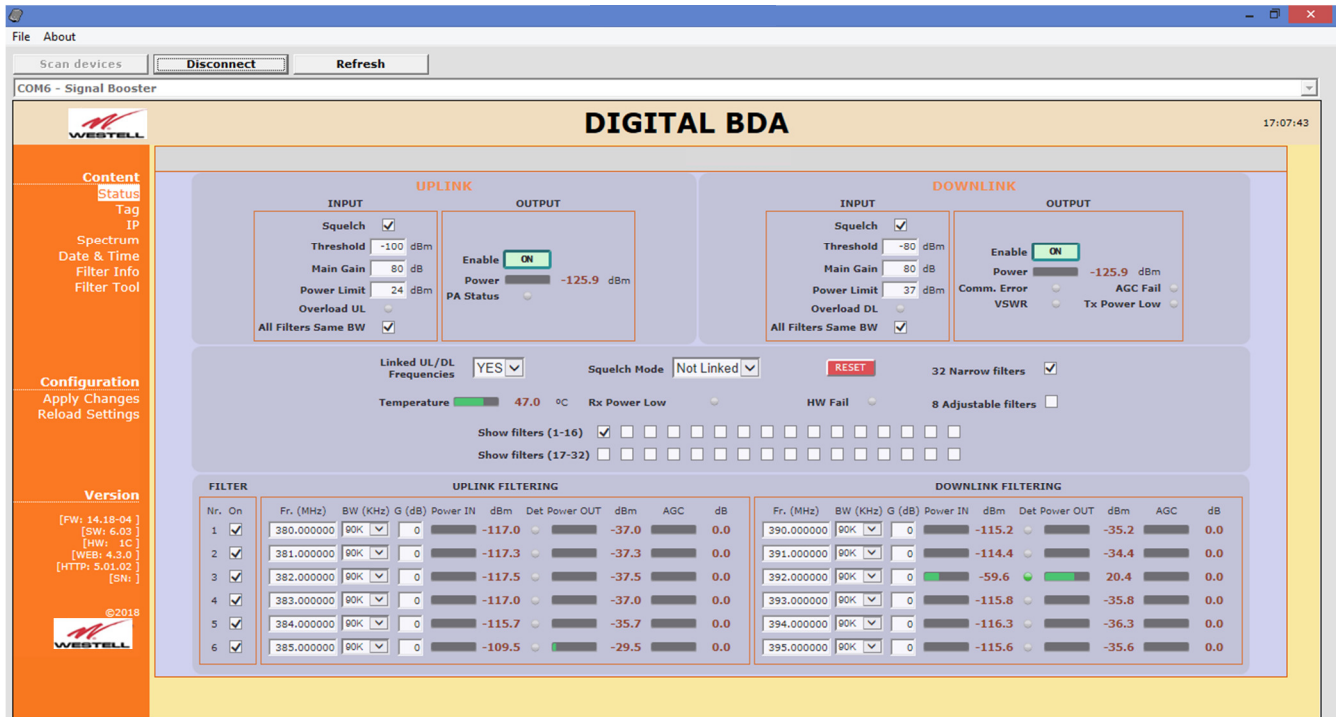 File About
Scan devices Disconnect Refresh
COM6 - Signal Booster
WESTELL
DIGITAL BDA
17:07:43
Content
Status
Tag
IP
Spectrum
Date & Time
Filter Info
Filter Tool
Configuration
Apply Changes
Reload Settings
Version
[FW: 14.18-04 ]
[SW: 6.03 ]
[HW: 1C ]
[WEB: 4.3.0 ]
[HTTP: 5.01.02 ]
[SN: ]
©2018
WESTELL
UPLINK
INPUT OUTPUT
Squelch
Threshold -100 dBm
Main Gain 80 dB
Power Limit 24 dBm
Overload UL
All Filters Same BW
Enable ON
Power -125.9 dBm
PA Status
DOWNLINK
INPUT OUTPUT
Squelch
Threshold -80 dBm
Main Gain 80 dB
Power Limit 37 dBm
Overload DL
All Filters Same BW
Enable ON
Power -125.9 dBm
Comm. Error AGC Fail
VSWR Tx Power Low
Linked UL/DL
Frequencies YES Squelch Mode Not Linked RESET 32 Narrow filters
Temperature 47.0 ºC Rx Power Low HW Fail 8 Adjustable filters
Show filters (1-16)
Show filters (17-32)
FILTER UPLINK FILTERING DOWNLINK FILTERING
Nr. On Fr. (MHz) BW (KHz) G (dB) Power IN dBm Det Power OUT dBm AGC dB Fr. (MHz) BW (KHz) G (dB) Power IN dBm Det Power OUT dBm AGC dB
1 380.000000 90K 0 -117.0 -37.0 0.0 390.000000 90K 0 -115.2 -35.2 0.0
2 381.000000 90K 0 -117.3 -37.3 0.0 391.000000 90K 0 -114.4 -34.4 0.0
3 382.000000 90K 0 -117.5 -37.5 0.0 392.000000 90K 0 -59.6 20.4 0.0
4 383.000000 90K 0 -117.0 -37.0 0.0 393.000000 90K 0 -115.8 -35.8 0.0
5 384.000000 90K 0 -115.7 -35.7 0.0 394.000000 90K 0 -116.3 -36.3 0.0
6 385.000000 90K 0 -109.5 -29.5 0.0 395.000000 90K 0 -115.6 -35.6 0.0